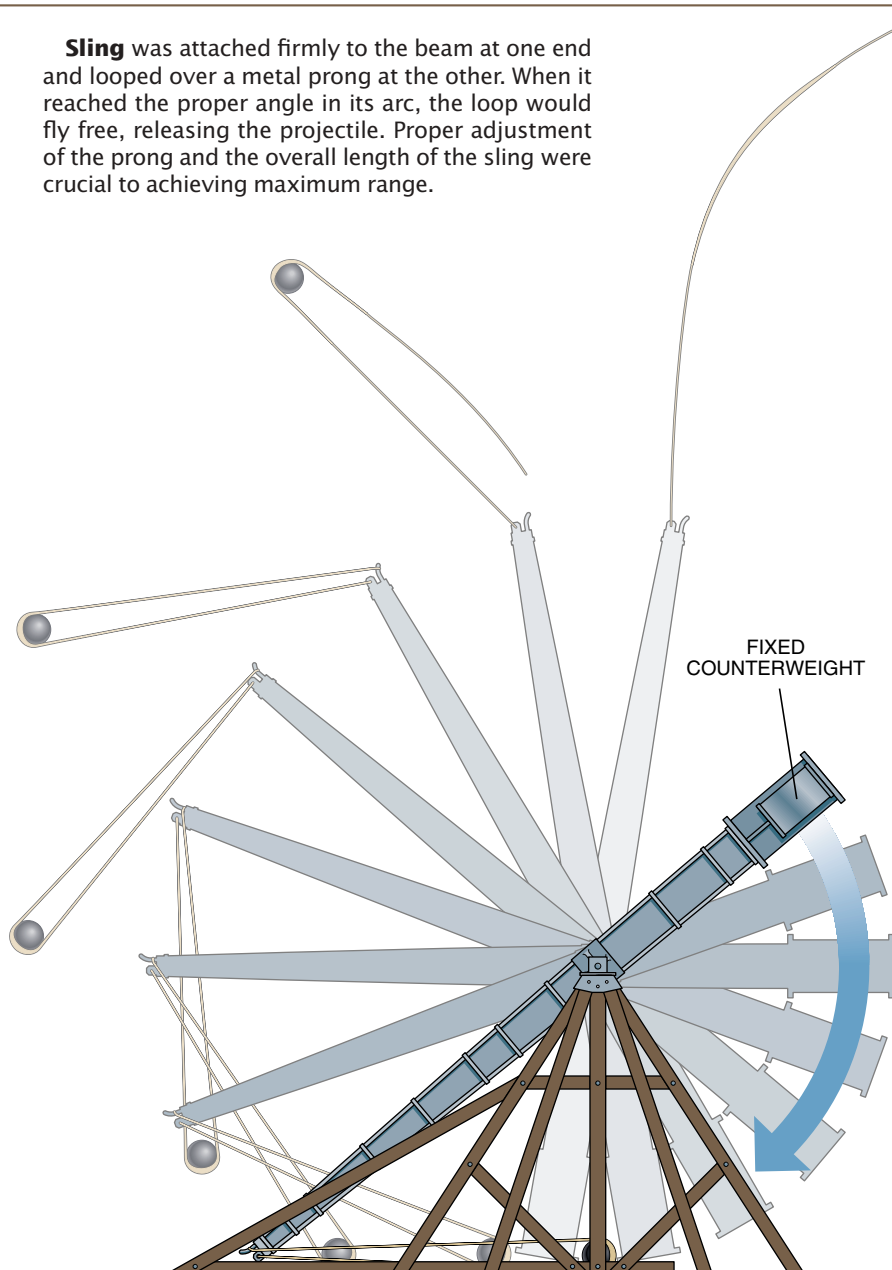 Sling was attached firmly to the beam at one end
and looped over a metal prong at the other. When it
reached the proper angle in its arc, the loop would
fly free, releasing the projectile. Proper adjustment
of the prong and the overall length of the sling were
crucial to achieving maximum range.
FIXED
COUNTERWEIGHT